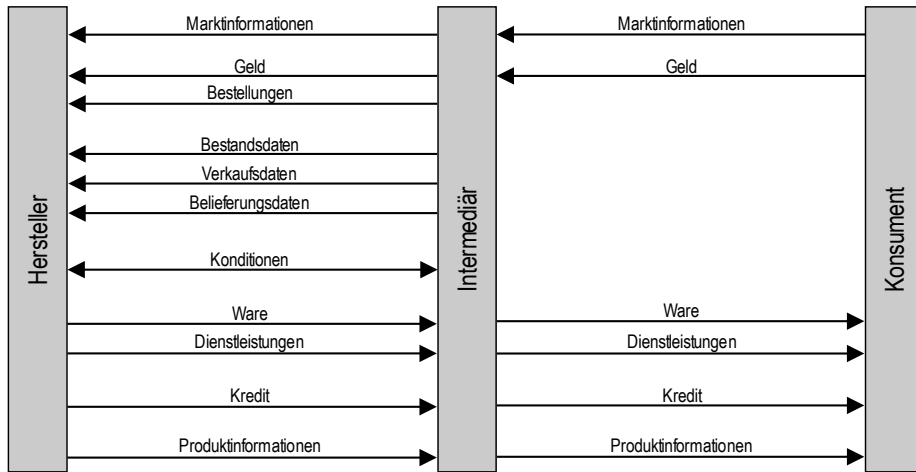 Marktinformationen
Marktinformationen
Geld
Geld
Bestellungen
Bestandsdaten
Verkaufsdaten
Belieferungsdaten
Hersteller
Intermediär
Konsument
Konditionen
Ware
Ware
Dienstleistungen
Dienstleistungen
Kredit
Kredit
Produktinformationen
Produktinformationen